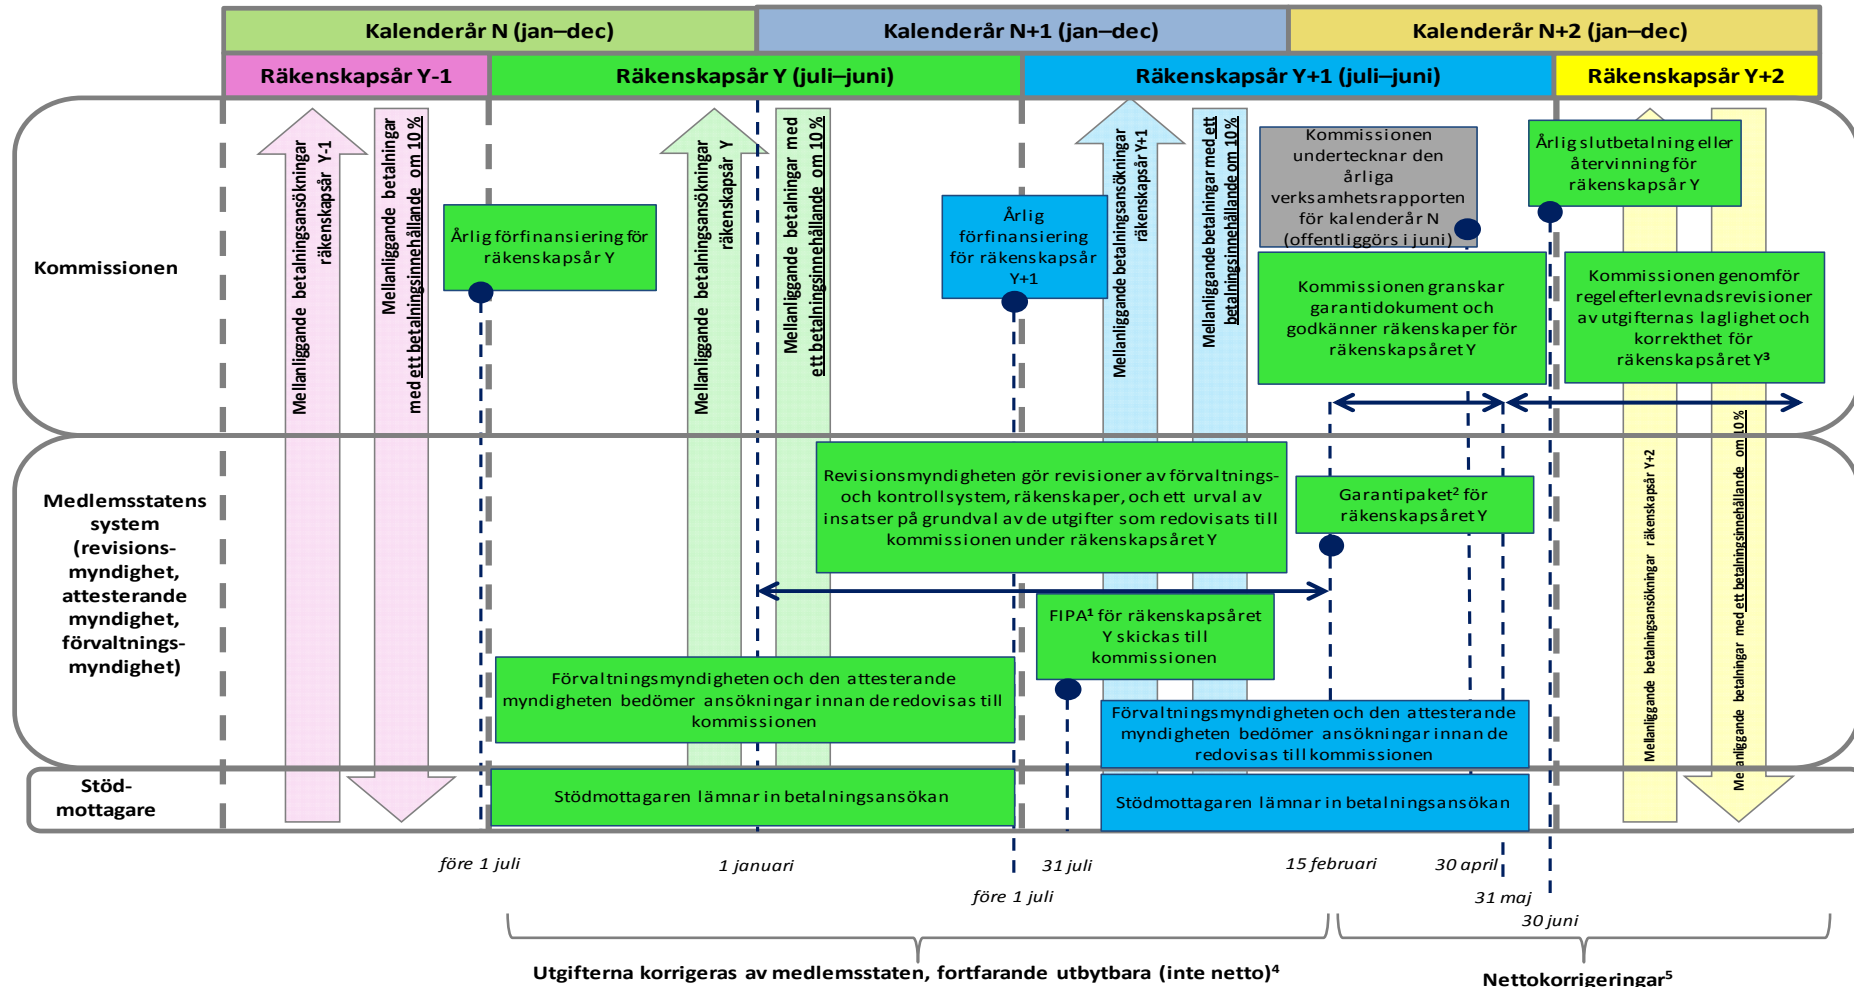 Kalenderår N (jan–dec)
Kalenderår N+1 (jan–dec)
Kalenderår N+2 (jan–dec)
Räkenskapsår Y-1
Räkenskapsår Y (juli–juni)
Räkenskapsår Y+1 (juli–juni)
Räkenskapsår Y+2
Kommissionen
Mellanliggande betalningsansökningar
räkenskapsår Y-1
Mellanliggande betalningar
med ett betalningsinnehållande om 10%
Årlig förfinansiering för
räkenskapsår Y
Mellanliggande betalningsansökningar
räkenskapsår Y
Mellanliggande betalningar med
ett betalningsinnehållande om 10%
Årlig
förfinansiering
för räkenskapsår
Y+1
Mellanliggande betalningsansökningar
räkenskapsår Y+1
Mellanliggande betalningar med ett
betalningsinnehållande om 10%
Kommissionen
undertecknar den
årliga
verksamhetsrapporten
för kalenderår N
(offentliggörs i juni)
Årlig slutbetalning eller
återvinning för
räkenskapsår Y
Kommissionen granskar
garantidokument och
godkänner räkenskaper för
räkenskapsåret Y
Kommissionen genomför
regelefterlevnadsrevisioner
av utgifternas laglighet och
korrekthet för
räkenskapsåret Y³
Medlemsstatens
system
(revisions-
myndighet,
attesterande
myndighet,
förvaltnings-
myndighet)
Revisionsmyndigheten gör revisioner av förvaltnings-
och kontrollsystem, räkenskaper, och ett urval av
insatser på grundval av de utgifter som redovisats till
kommissionen under räkenskapsåret Y
Garantipaket² för
räkenskapsåret Y
FIPA¹ för räkenskapsåret
Y skickas till
kommissionen
Mellanliggande betalningsansökningar räkenskapsår Y+2
Mellanliggande betalningar med ett betalningsinnehållande om 10%
Förvaltningsmyndigheten och den attesterande
myndigheten bedömer ansökningar innan de redovisas till
kommissionen
Förvaltningsmyndigheten och den attesterande
myndigheten bedömer ansökningar innan de
redovisas till kommissionen
Stöd-
mottagare
Stödmottagaren lämnar in betalningsansökan
Stödmottagaren lämnar in betalningsansökan
före 1 juli
1 januari
31 juli
15 februari
30 april
före 1 juli
31 maj
30 juni
Utgifterna korrigeras av medlemsstaten, fortfarande utbytbara (inte netto)⁴
Nettokorrigeringar⁵